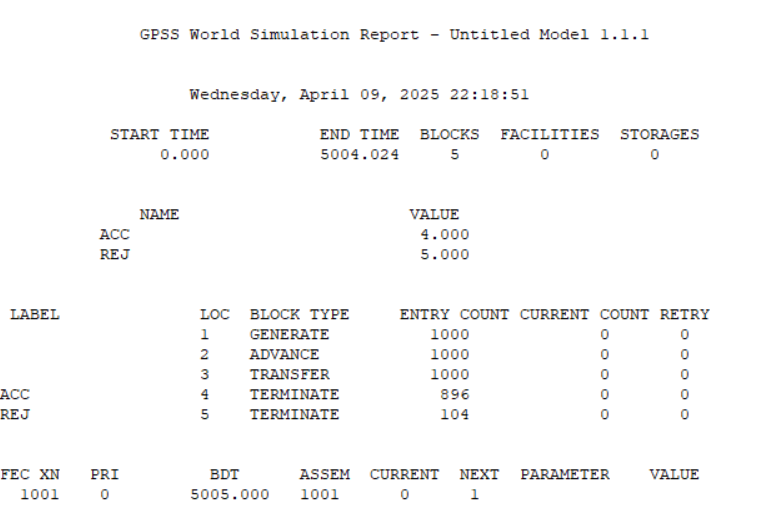 GPSS World Simulation Report - Untitled Model 1.1.1
Wednesday, April 09, 2025 22:18:51
START TIME END TIME BLOCKS FACILITIES STORAGES
0.000 5004.024 5 0 0
NAME VALUE
ACC 4.000
REJ 5.000
LABEL LOC BLOCK TYPE ENTRY COUNT CURRENT COUNT RETRY
1 GENERATE 1000 0 0
2 ADVANCE 1000 0 0
3 TRANSFER 1000 0 0
ACC 4 TERMINATE 896 0 0
REJ 5 TERMINATE 104 0 0
FEC XN PRI BDT ASSEM CURRENT NEXT PARAMETER VALUE
1001 0 5005.000 1001 0 1